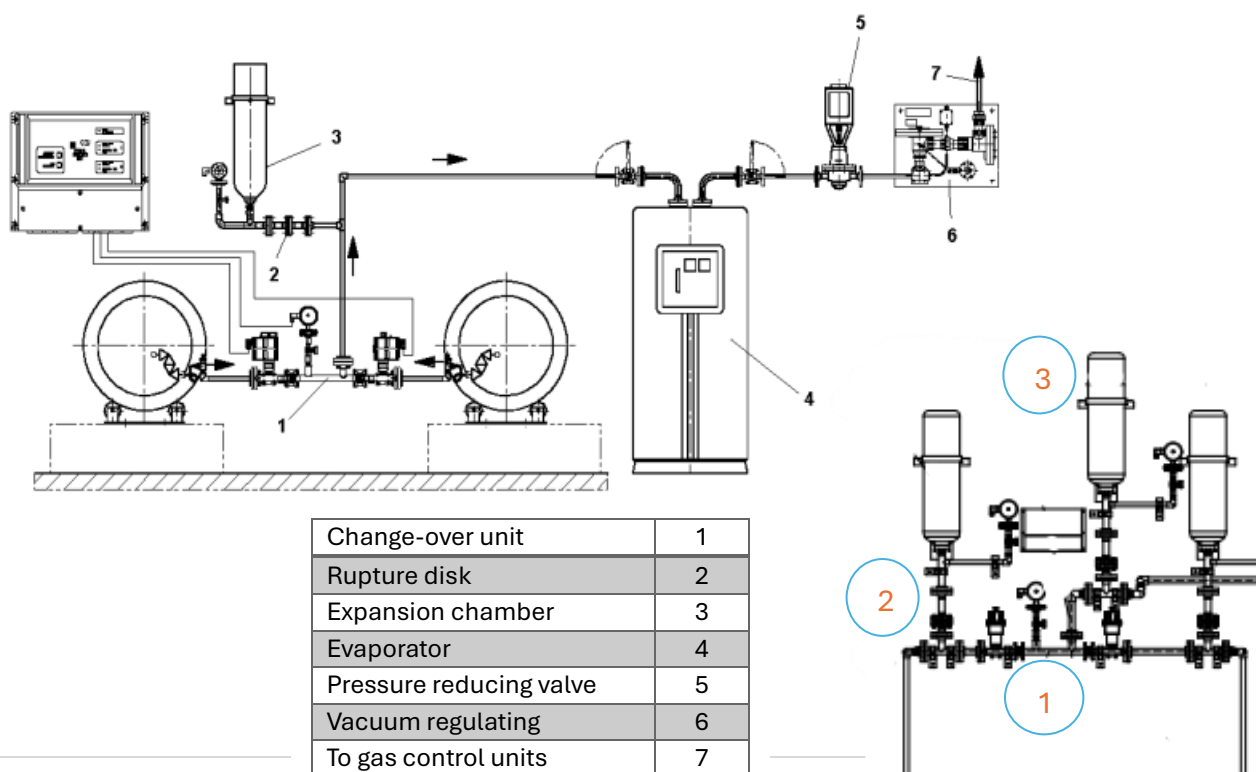 5
7
3
6
2
4
1
3
2
1
Change-over unit 1
Rupture disk 2
Expansion chamber 3
Evaporator 4
Pressure reducing valve 5
Vacuum regulating 6
To gas control units 7